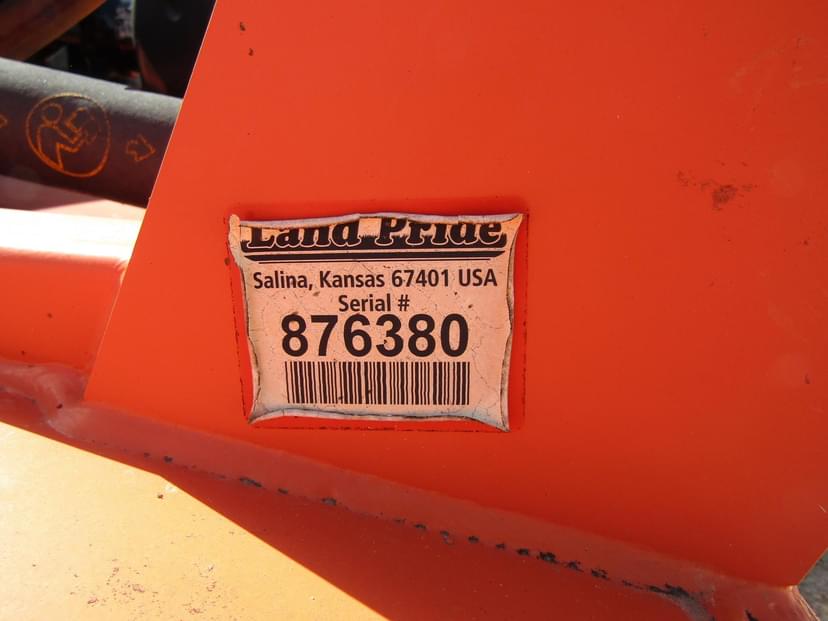 Land Pride
Salina, Kansas 67401 USA
Serial #
876380